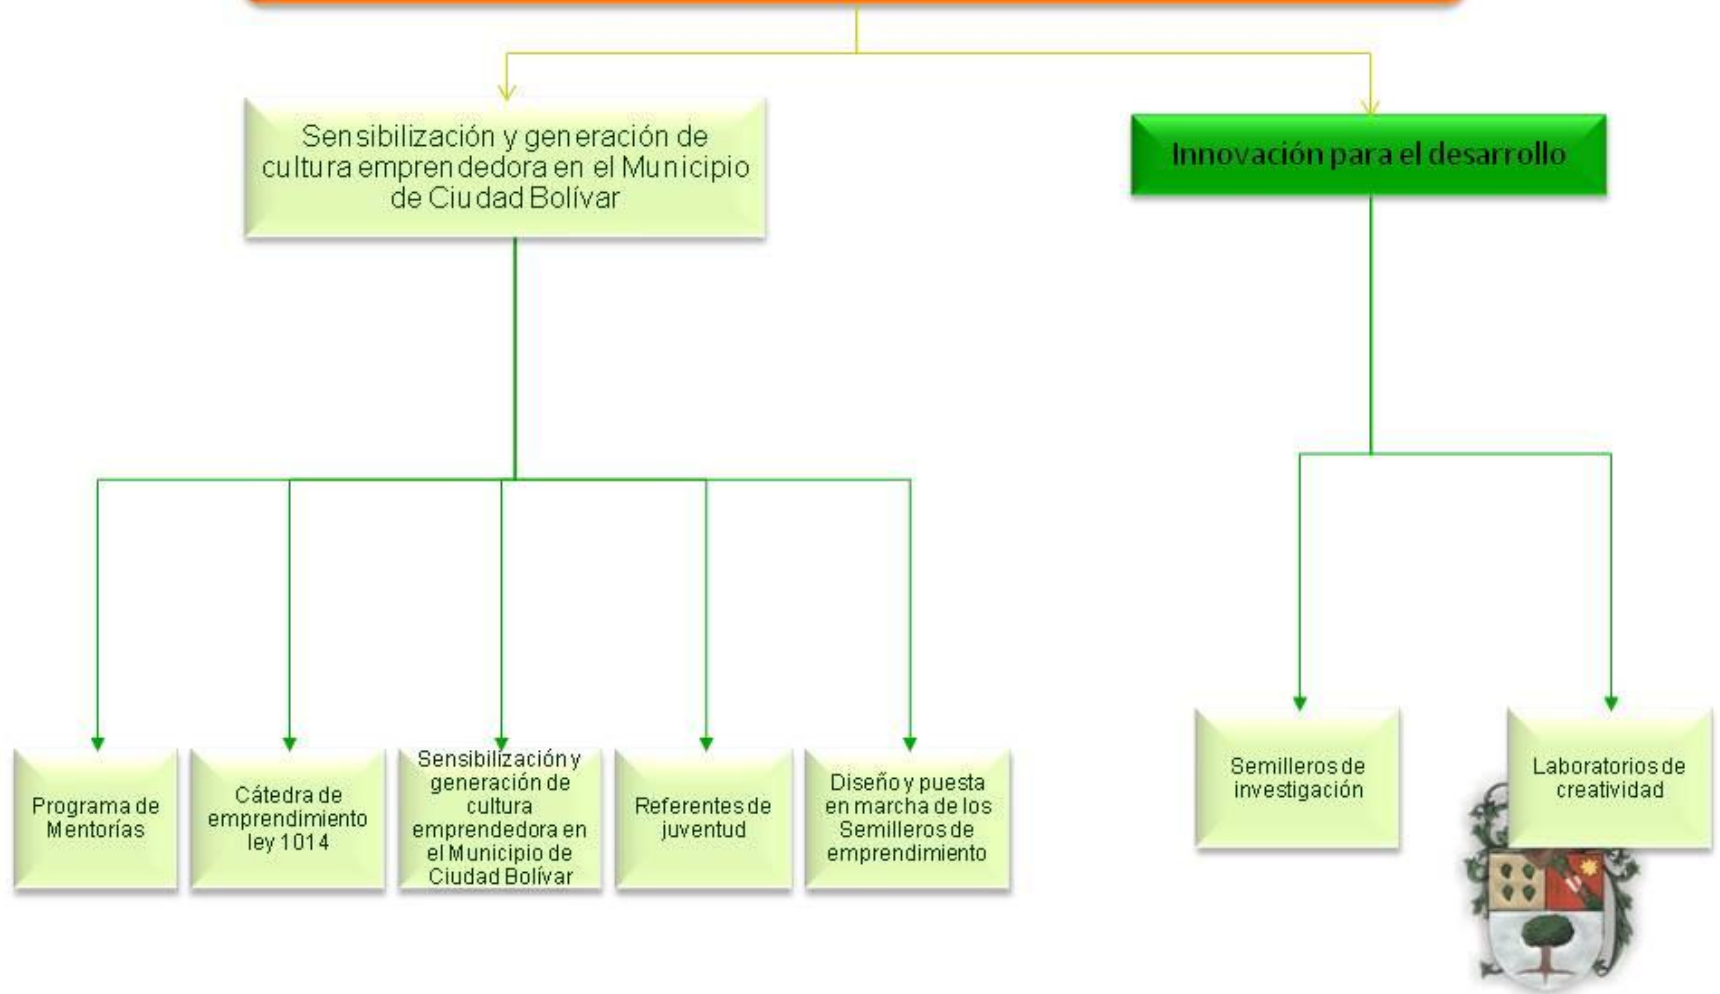 Sensibilización y generación de
cultura emprendedora en el Municipio
de Ciudad Bolívar
Innovación para el desarrollo
Programa de
Mentorías
Cátedra de
emprendimiento
ley 1014
Sensibilización y
generación de
cultura
emprendedora en
el Municipio de
Ciudad Bolívar
Referentes de
juventud
Diseño y puesta
en marcha de los
Semilleros de
emprendimiento
Semilleros de
investigación
Laboratorios de
creatividad